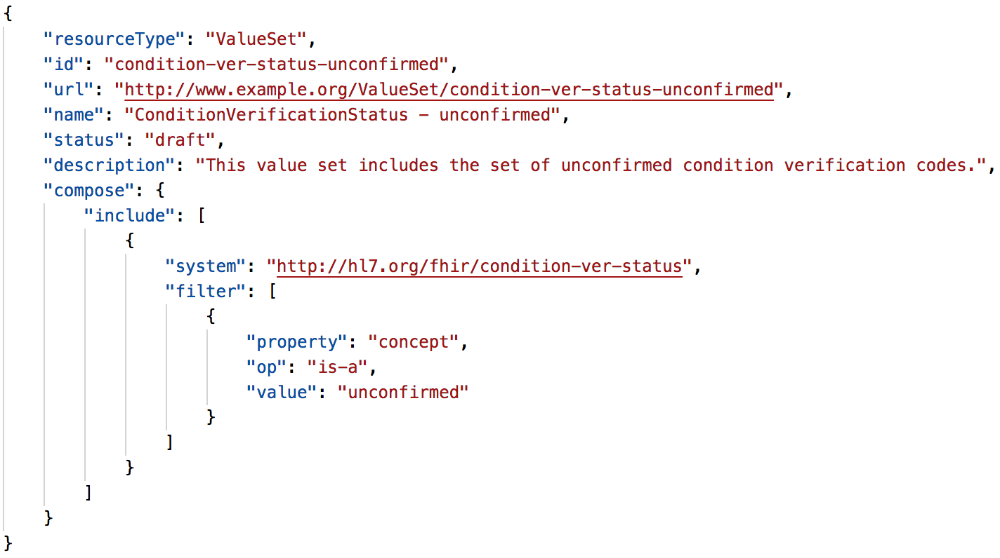 {
    "resourceType": "ValueSet",
    "id": "condition-ver-status-unconfirmed",
    "url": "http://www.example.org/ValueSet/condition-ver-status-unconfirmed",
    "name": "ConditionVerificationStatus - unconfirmed",
    "status": "draft",
    "description": "This value set includes the set of unconfirmed condition verification codes.",
    "compose": {
        "include": [
            {
                "system": "http://hl7.org/fhir/condition-ver-status",
                "filter": [
                    {
                        "property": "concept",
                        "op": "is-a",
                        "value": "unconfirmed"
                    }
                ]
            }
        ]
    }
}